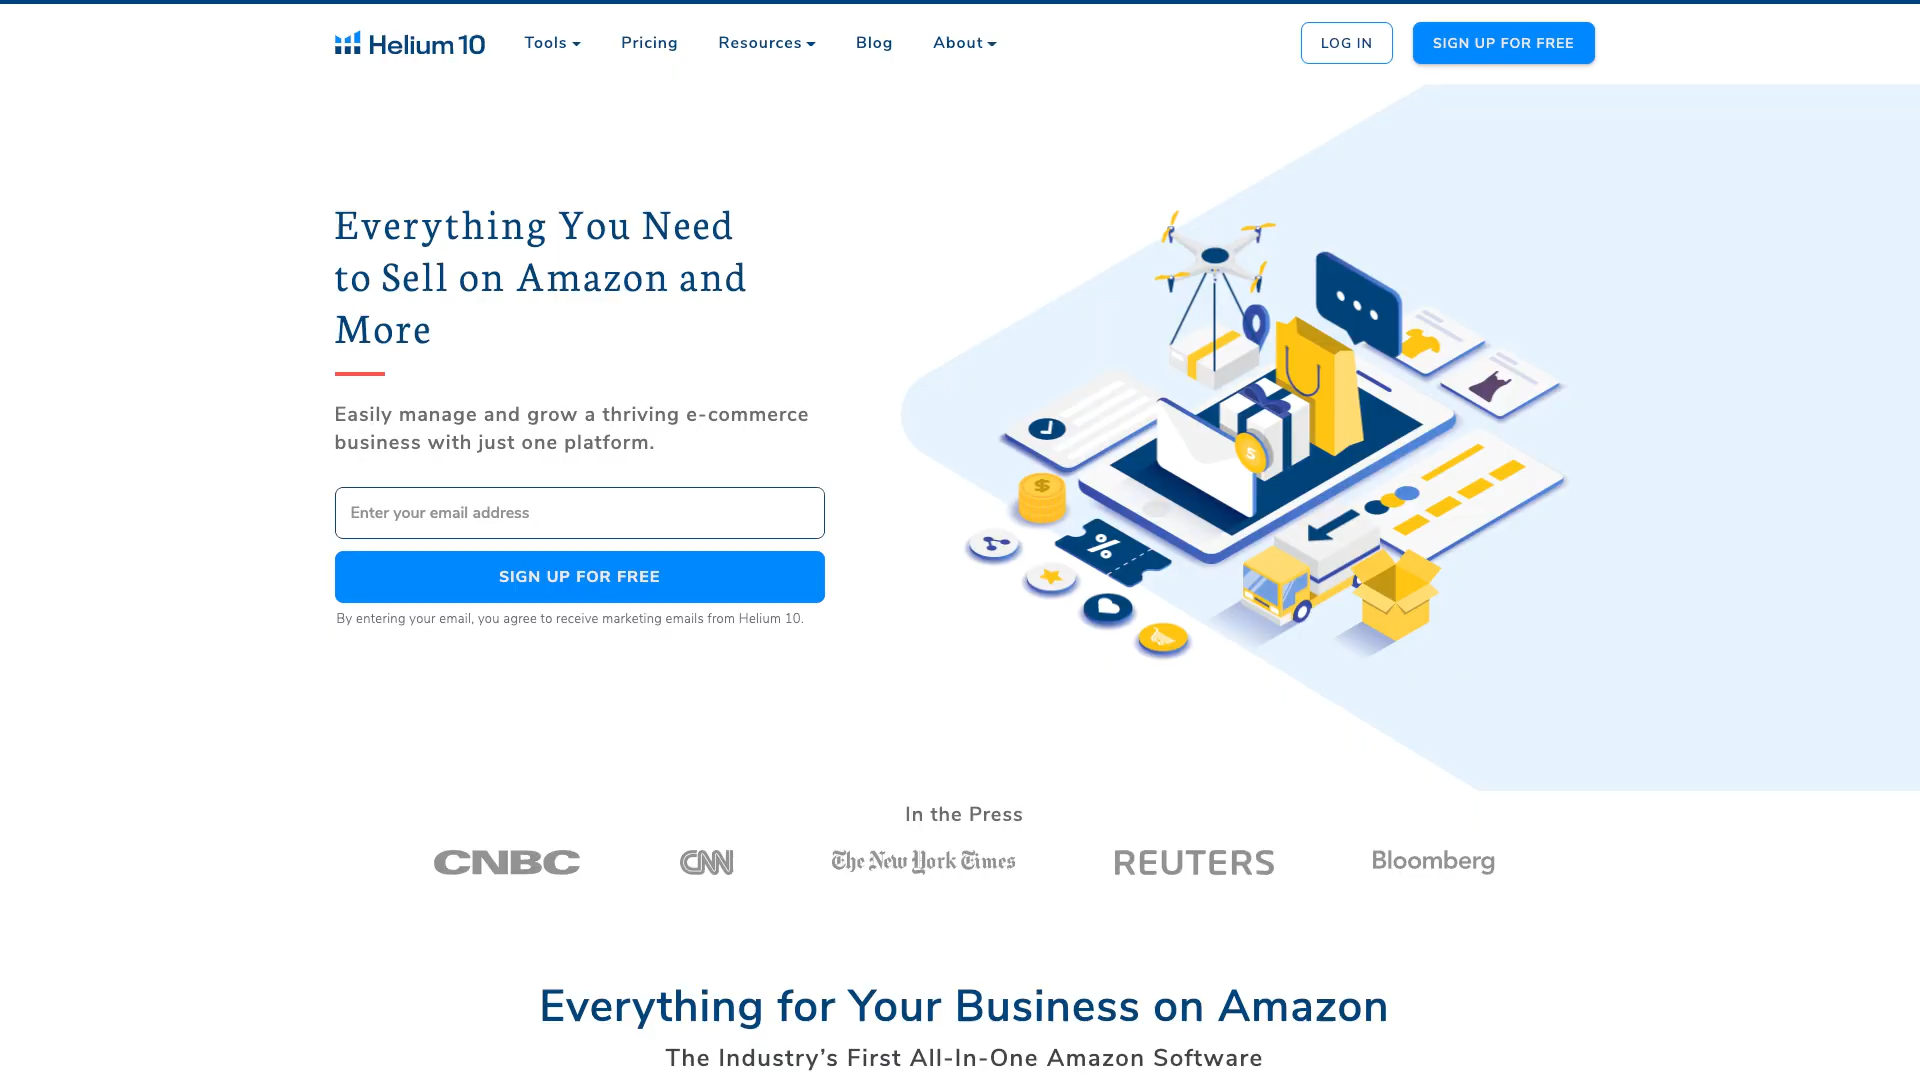 Helium 10
Tools
Pricing
Resources
Blog
About
LOG IN
SIGN UP FOR FREE
Everything You Need
to Sell on Amazon and
More
Easily manage and grow a thriving e-commerce
business with just one platform.
Enter your email address
SIGN UP FOR FREE
By entering your email, you agree to receive marketing emails from Helium 10.
$
5
%
In the Press
CNBC
CNN
The New York Times
REUTERS
Bloomberg
Everything for Your Business on Amazon
The Industry’s First All-In-One Amazon Software